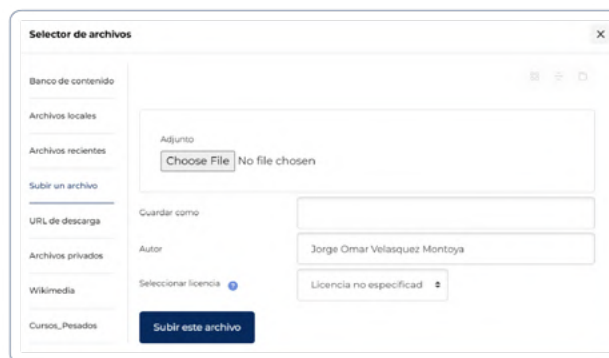 Selector de archivos
Banco de contenido
Archivos locales
Archivos recientes
Subir un archivo
URL de descarga
Archivos privados
Wikimedia
Cursos_Pesados
Adjunto
Choose File No file chosen
Guardar como
Autor Jorge Omar Velasquez Montoya
Seleccionar licencia ? Licencia no especificad
Subir este archivo